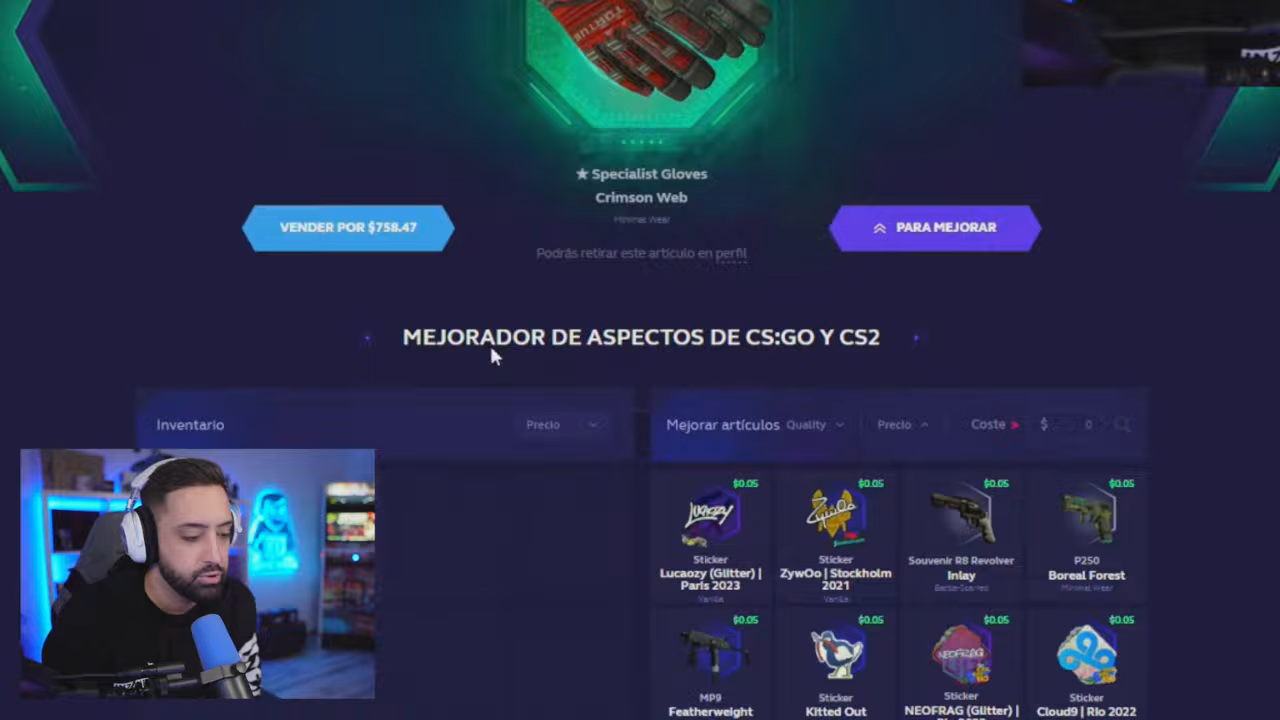 ★ Specialist Gloves
Crimson Web
Minimal Wear
VENDER POR $758.47
PARA MEJORAR
Podrás retirar este artículo en perfil
MEJORADOR DE ASPECTOS DE CS:GO Y CS2
Inventario
Precio
Mejorar artículos
Quality
Precio
Coste
$ 0
$0.05
Sticker
Lucaozy (Glitter) |
Paris 2023
Vanilla
$0.05
Sticker
ZywOo | Stockholm
2021
Vanilla
$0.05
Souvenir R8 Revolver
Inlay
Battle-Scarred
$0.05
P250
Boreal Forest
Minimal Wear
$0.05
MP9
Featherweight
$0.05
Sticker
Kitted Out
$0.05
Sticker
NEOFRAG (Glitter) |
$0.05
Sticker
Cloud9 | Rio 2022